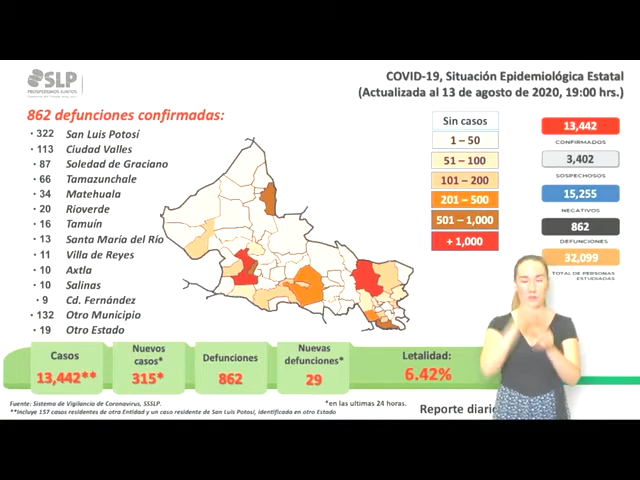 SLP
PROSPEREMOS JUNTOS
COVID-19, Situación Epidemiológica Estatal
(Actualizada al 13 de agosto de 2020, 19:00 hrs.)
862 defunciones confirmadas:
· 322 San Luis Potosí
· 113 Ciudad Valles
· 87 Soledad de Graciano
· 66 Tamazunchale
· 34 Matehuala
· 20 Rioverde
· 16 Tamuín
· 13 Santa María del Río
· 11 Villa de Reyes
· 10 Axtla
· 10 Salinas
· 9 Cd. Fernández
· 132 Otro Municipio
· 19 Otro Estado
Sin casos
1 – 50
51 – 100
101 – 200
201 – 500
501 – 1,000
+ 1,000
13,442
CONFIRMADOS
3,402
SOSPECHOSOS
15,255
NEGATIVOS
862
DEFUNCIONES
32,099
TOTAL DE PERSONAS
ESTUDIADAS
Casos
13,442**
Nuevos
casos*
315*
Defunciones
862
Nuevas
defunciones*
29
Letalidad:
6.42%
*en las ultimas 24 horas.
Fuente: Sistema de Vigilancia de Coronavirus, SSSLP.
**Incluye 157 casos residentes de otra Entidad y un caso residente de San Luis Potosí, identificada en otro Estado
Reporte diario